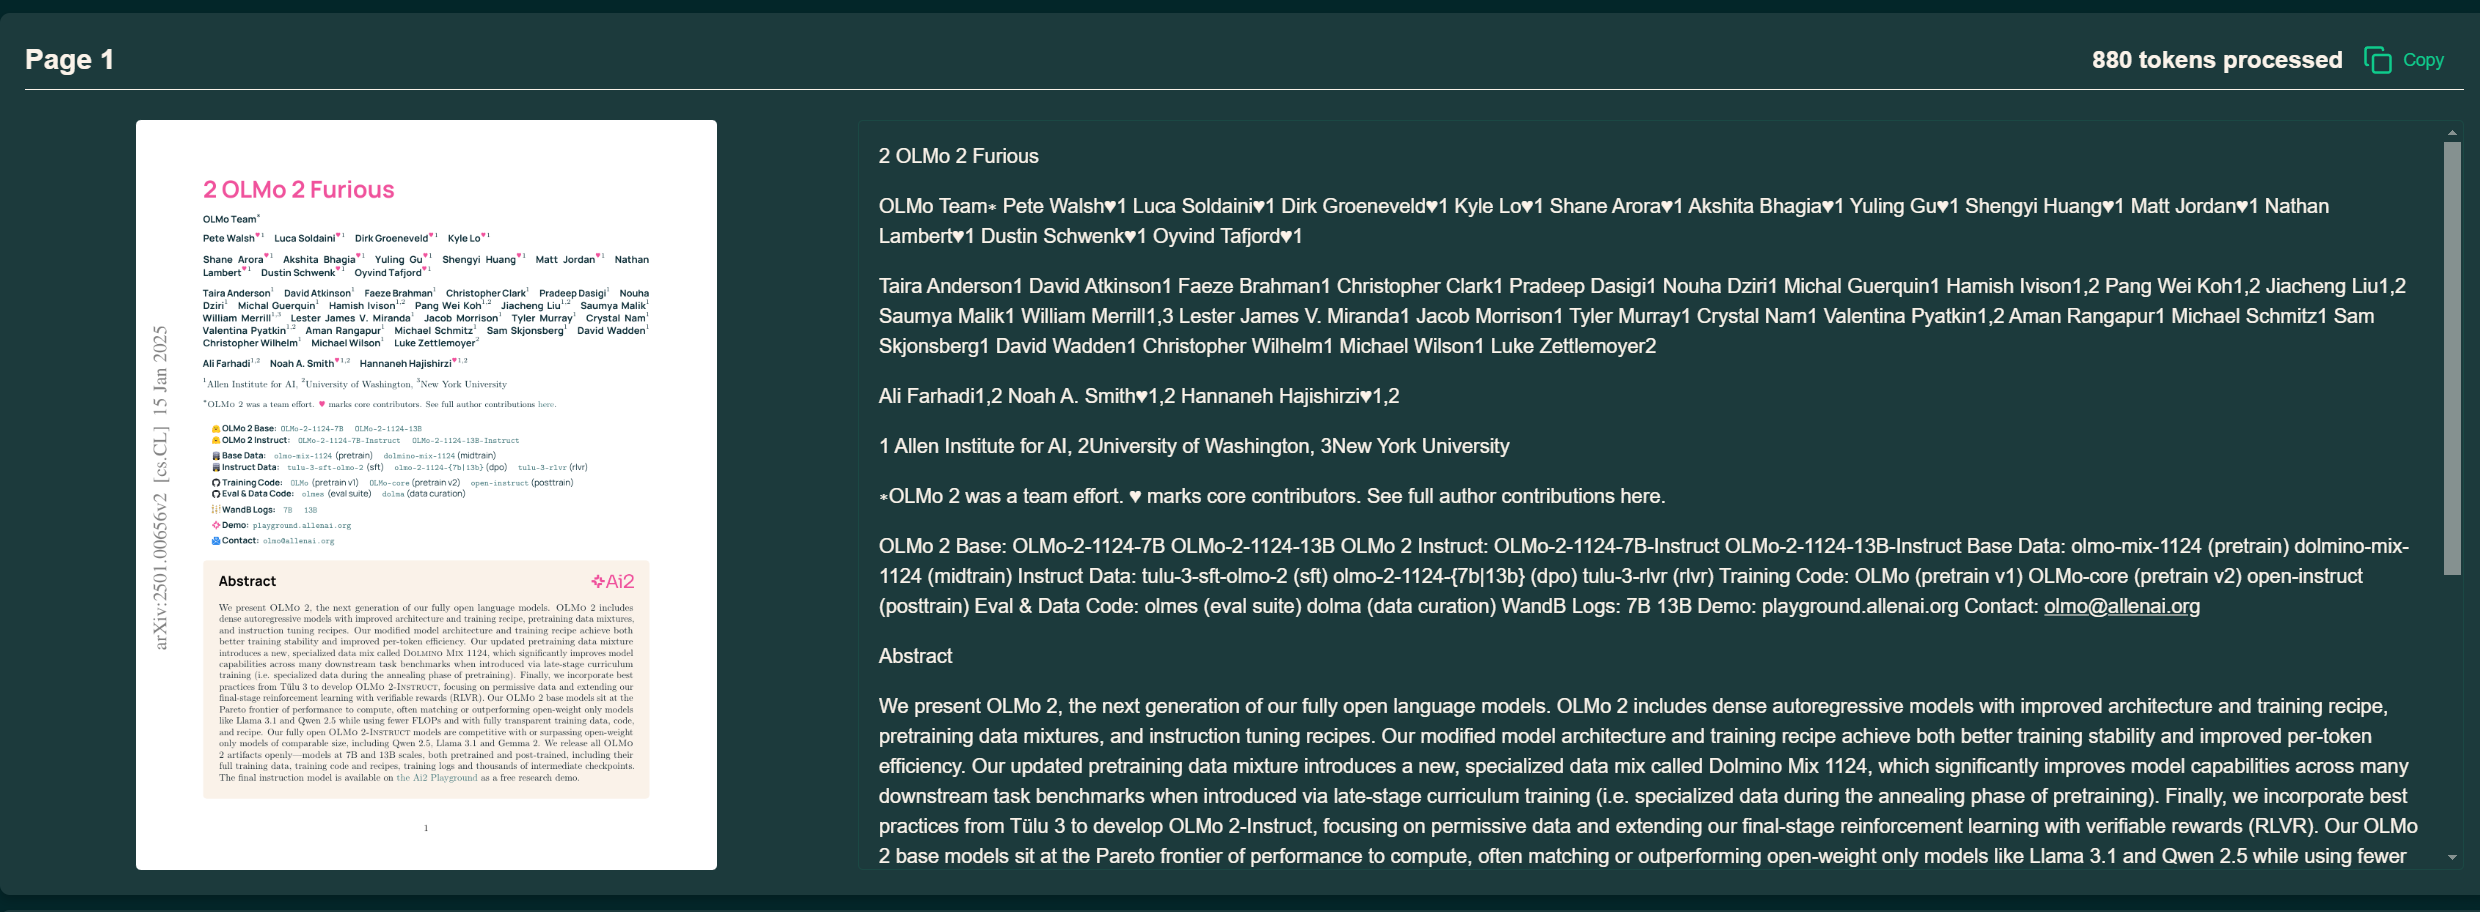 Page 1
880 tokens processed
Copy
arXiv:2501.00656v2 [cs.CL] 15 Jan 2025
2 OLMo 2 Furious
OLMo Team*
Pete Walsh♥1 Luca Soldaini♥1 Dirk Groeneveld♥1 Kyle Lo♥1
Shane Arora♥1 Akshita Bhagia♥1 Yuling Gu♥1 Shengyi Huang♥1 Matt Jordan♥1 Nathan
Lambert♥1 Dustin Schwenk♥1 Oyvind Tafjord♥1
Taira Anderson1 David Atkinson1 Faeze Brahman1 Christopher Clark1 Pradeep Dasigi1 Nouha
Dziri1 Michal Guerquin1 Hamish Ivison1,2 Pang Wei Koh1,2 Jiacheng Liu1,2 Saumya Malik1
William Merrill1,3 Lester James V. Miranda1 Jacob Morrison1 Tyler Murray1 Crystal Nam1
Valentina Pyatkin1,2 Aman Rangapur1 Michael Schmitz1 Sam Skjonsberg1 David Wadden1
Christopher Wilhelm1 Michael Wilson1 Luke Zettlemoyer2
Ali Farhadi1,2 Noah A. Smith♥1,2 Hannaneh Hajishirzi♥1,2
1Allen Institute for AI, 2University of Washington, 3New York University
*OLMo 2 was a team effort. ♥ marks core contributors. See full author contributions here.
OLMo 2 Base: OLMo-2-1124-7B OLMo-2-1124-13B
OLMo 2 Instruct: OLMo-2-1124-7B-Instruct OLMo-2-1124-13B-Instruct
Base Data: olmo-mix-1124 (pretrain) dolmino-mix-1124 (midtrain)
Instruct Data: tulu-3-sft-olmo-2 (sft) olmo-2-1124-{7b|13b} (dpo) tulu-3-rlvr (rlvr)
Training Code: OLMo (pretrain v1) OLMo-core (pretrain v2) open-instruct (posttrain)
Eval & Data Code: olmes (eval suite) dolma (data curation)
WandB Logs: 7B 13B
Demo: playground.allenai.org
Contact: olmo@allenai.org
Abstract
Ai2
We present OLMo 2, the next generation of our fully open language models. OLMo 2 includes
dense autoregressive models with improved architecture and training recipe, pretraining data mixtures,
and instruction tuning recipes. Our modified model architecture and training recipe achieve both
better training stability and improved per-token efficiency. Our updated pretraining data mixture
introduces a new, specialized data mix called Dolmino Mix 1124, which significantly improves model
capabilities across many downstream task benchmarks when introduced via late-stage curriculum
training (i.e. specialized data during the annealing phase of pretraining). Finally, we incorporate best
practices from Tülu 3 to develop OLMo 2-Instruct, focusing on permissive data and extending our
final-stage reinforcement learning with verifiable rewards (RLVR). Our OLMo 2 base models sit at the
Pareto frontier of performance to compute, often matching or outperforming open-weight only models
like Llama 3.1 and Qwen 2.5 while using fewer FLOPs and with fully transparent training data, code,
and recipe. Our fully open OLMo 2-Instruct models are competitive with or surpassing open-weight
only models of comparable size, including Qwen 2.5, Llama 3.1 and Gemma 2. We release all OLMo
2 artifacts openly—models at 7B and 13B scales, both pretrained and post-trained, including their
full training data, training code and recipes, training logs and thousands of intermediate checkpoints.
The final instruction model is available on the Ai2 Playground as a free research demo.
1
2 OLMo 2 Furious
OLMo Team∗ Pete Walsh♥1 Luca Soldaini♥1 Dirk Groeneveld♥1 Kyle Lo♥1 Shane Arora♥1 Akshita Bhagia♥1 Yuling Gu♥1 Shengyi Huang♥1 Matt Jordan♥1 Nathan
Lambert♥1 Dustin Schwenk♥1 Oyvind Tafjord♥1
Taira Anderson1 David Atkinson1 Faeze Brahman1 Christopher Clark1 Pradeep Dasigi1 Nouha Dziri1 Michal Guerquin1 Hamish Ivison1,2 Pang Wei Koh1,2 Jiacheng Liu1,2
Saumya Malik1 William Merrill1,3 Lester James V. Miranda1 Jacob Morrison1 Tyler Murray1 Crystal Nam1 Valentina Pyatkin1,2 Aman Rangapur1 Michael Schmitz1 Sam
Skjonsberg1 David Wadden1 Christopher Wilhelm1 Michael Wilson1 Luke Zettlemoyer2
Ali Farhadi1,2 Noah A. Smith♥1,2 Hannaneh Hajishirzi♥1,2
1 Allen Institute for AI, 2University of Washington, 3New York University
∗OLMo 2 was a team effort. ♥ marks core contributors. See full author contributions here.
OLMo 2 Base: OLMo-2-1124-7B OLMo-2-1124-13B OLMo 2 Instruct: OLMo-2-1124-7B-Instruct OLMo-2-1124-13B-Instruct Base Data: olmo-mix-1124 (pretrain) dolmino-mix-
1124 (midtrain) Instruct Data: tulu-3-sft-olmo-2 (sft) olmo-2-1124-{7b|13b} (dpo) tulu-3-rlvr (rlvr) Training Code: OLMo (pretrain v1) OLMo-core (pretrain v2) open-instruct
(posttrain) Eval & Data Code: olmes (eval suite) dolma (data curation) WandB Logs: 7B 13B Demo: playground.allenai.org Contact: olmo@allenai.org
Abstract
We present OLMo 2, the next generation of our fully open language models. OLMo 2 includes dense autoregressive models with improved architecture and training recipe,
pretraining data mixtures, and instruction tuning recipes. Our modified model architecture and training recipe achieve both better training stability and improved per-token
efficiency. Our updated pretraining data mixture introduces a new, specialized data mix called Dolmino Mix 1124, which significantly improves model capabilities across many
downstream task benchmarks when introduced via late-stage curriculum training (i.e. specialized data during the annealing phase of pretraining). Finally, we incorporate best
practices from Tülu 3 to develop OLMo 2-Instruct, focusing on permissive data and extending our final-stage reinforcement learning with verifiable rewards (RLVR). Our OLMo
2 base models sit at the Pareto frontier of performance to compute, often matching or outperforming open-weight only models like Llama 3.1 and Qwen 2.5 while using fewer